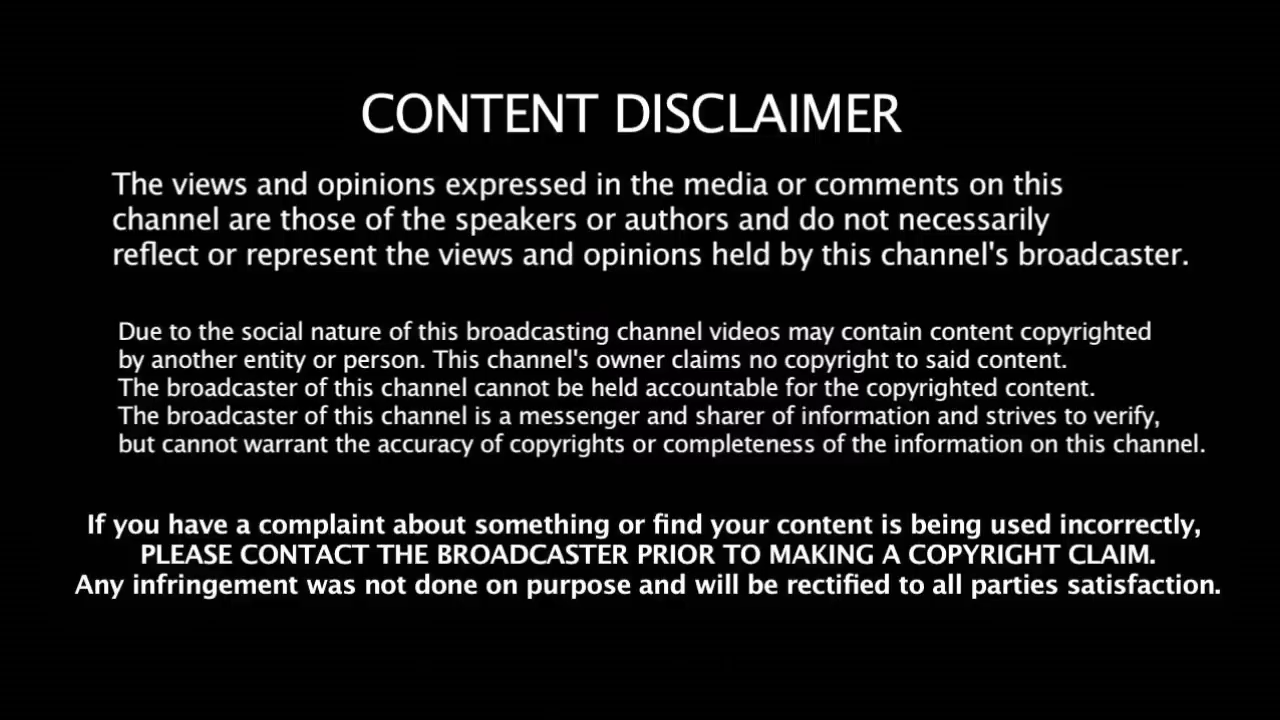 CONTENT DISCLAIMER
The views and opinions expressed in the media or comments on this
channel are those of the speakers or authors and do not necessarily
reflect or represent the views and opinions held by this channel's broadcaster.
Due to the social nature of this broadcasting channel videos may contain content copyrighted
by another entity or person. This channel's owner claims no copyright to said content.
The broadcaster of this channel cannot be held accountable for the copyrighted content.
The broadcaster of this channel is a messenger and sharer of information and strives to verify,
but cannot warrant the accuracy of copyrights or completeness of the information on this channel.
If you have a complaint about something or find your content is being used incorrectly,
PLEASE CONTACT THE BROADCASTER PRIOR TO MAKING A COPYRIGHT CLAIM.
Any infringement was not done on purpose and will be rectified to all parties satisfaction.